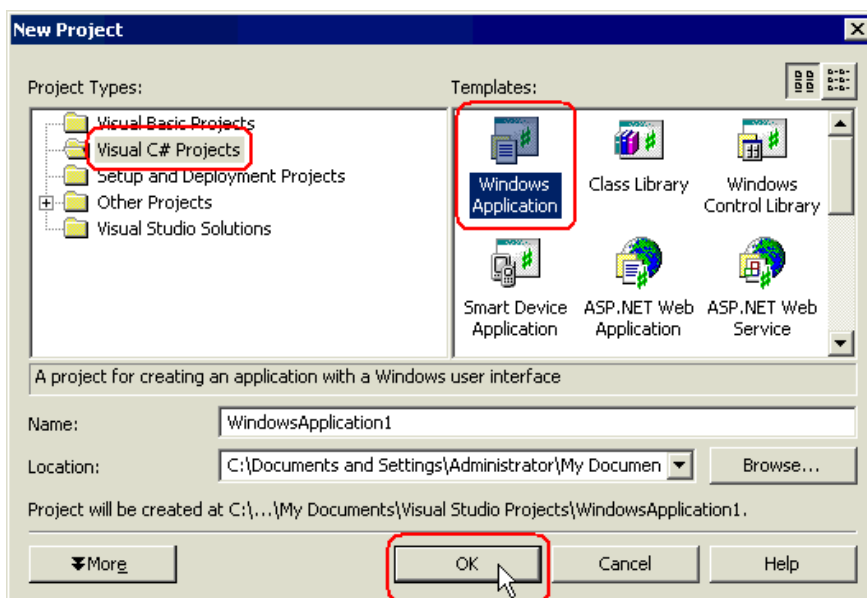 New Project
Project Types:
Templates:
Visual Basic Projects
Visual C# Projects
Setup and Deployment Projects
Other Projects
Visual Studio Solutions
Windows
Application
Class Library
Windows
Control Library
Smart Device
Application
ASP.NET Web
Application
ASP.NET Web
Service
A project for creating an application with a Windows user interface
Name:
WindowsApplication1
Location:
C:\Documents and Settings\Administrator\My Documen
Browse...
Project will be created at C:\...\My Documents\Visual Studio Projects\WindowsApplication1.
More
OK
Cancel
Help